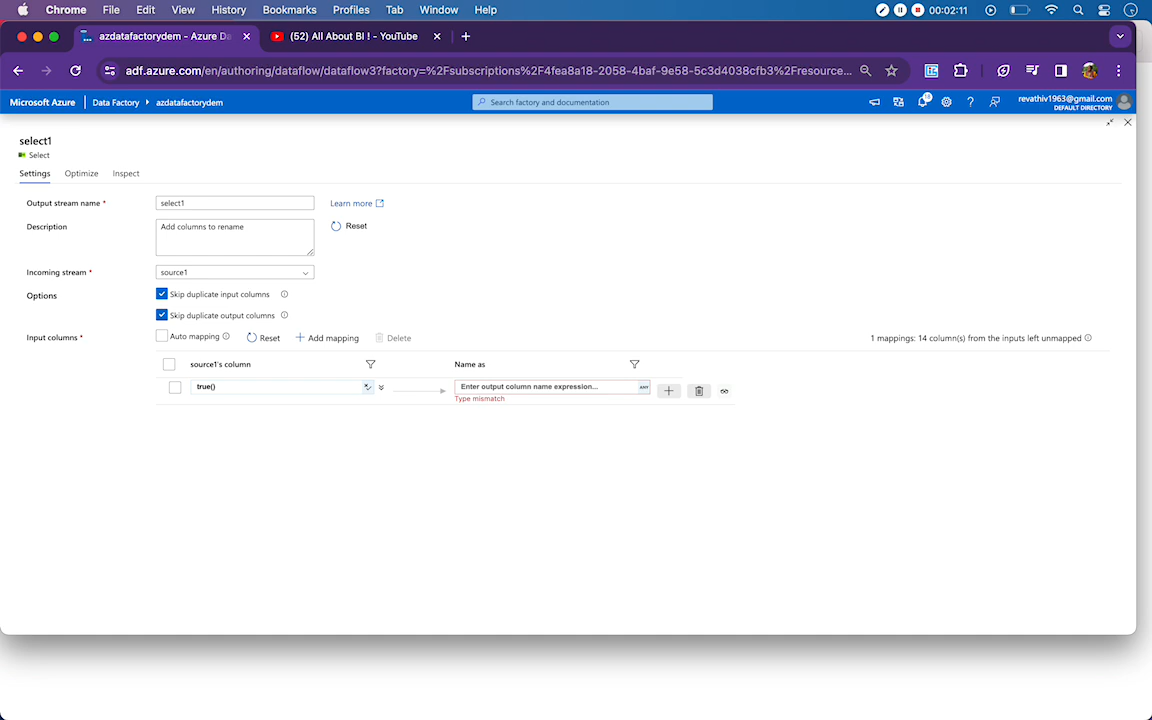 Chrome File Edit View History Bookmarks Profiles Tab Window Help 00:02:11
azdatafactorydem - Azure Da (52) All About BI ! - YouTube
adf.azure.com/en/authoring/dataflow/dataflow3?factory=%2Fsubscriptions%2F4fea8a18-2058-4baf-9e58-5c3d4038cfb3%2Fresource...
Microsoft Azure Data Factory azdatafactorydem Search factory and documentation revathiv1963@gmail.com
DEFAULT DIRECTORY
select1
Select
Settings Optimize Inspect
Output stream name * select1 Learn more
Description Add columns to rename Reset
Incoming stream * source1
Options Skip duplicate input columns
Skip duplicate output columns
Input columns * Auto mapping Reset Add mapping Delete 1 mappings: 14 column(s) from the inputs left unmapped
source1's column Name as
true() Enter output column name expression... ANY
Type mismatch